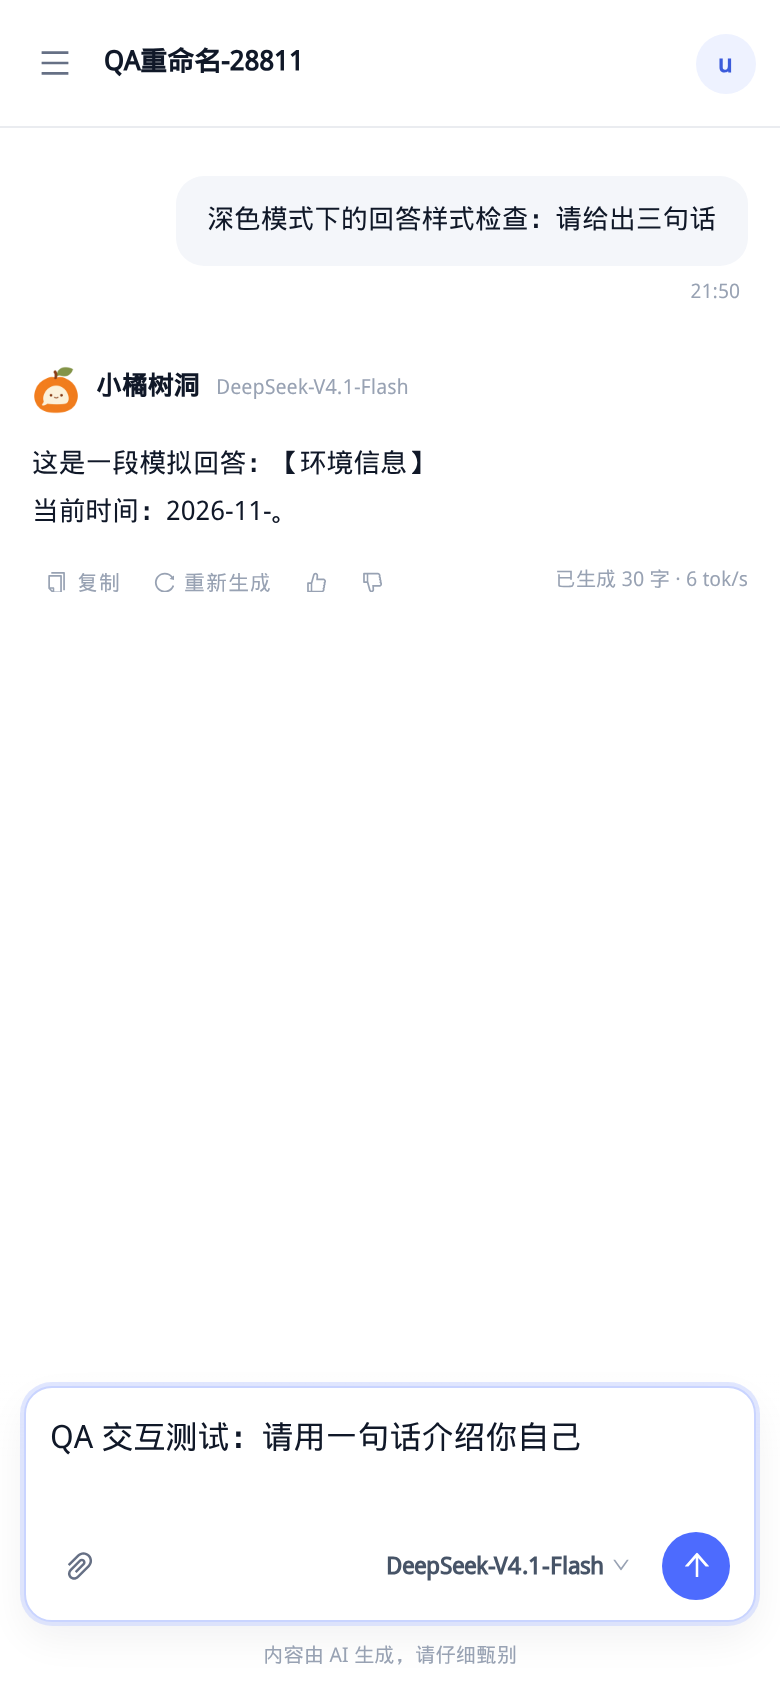 QA重命名-28811
u
深色模式下的回答样式检查：请给出三句话
21:50
小橘树洞 DeepSeek-V4.1-Flash
这是一段模拟回答：【环境信息】
当前时间：2026-11-。
复制 重新生成 已生成 30 字 · 6 tok/s
QA 交互测试：请用一句话介绍你自己
DeepSeek-V4.1-Flash
内容由 AI 生成，请仔细甄别